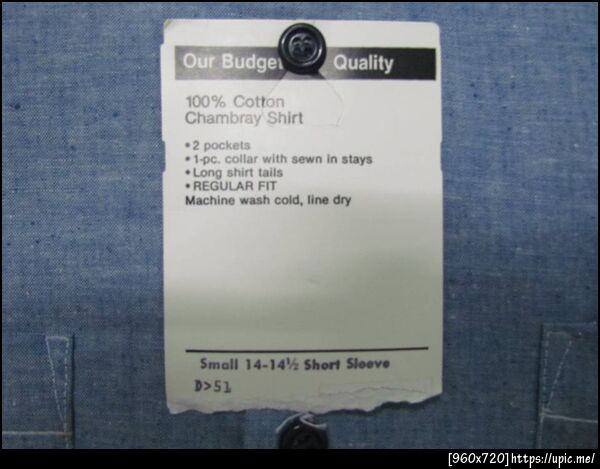 Our Budget Quality
100% Cotton
Chambray Shirt
•2 pockets
•1-pc. collar with sewn in stays
•Long shirt tails
•REGULAR FIT
Machine wash cold, line dry
Small 14-14½ Short Sleeve
D>51
[960x720]https://upic.me/